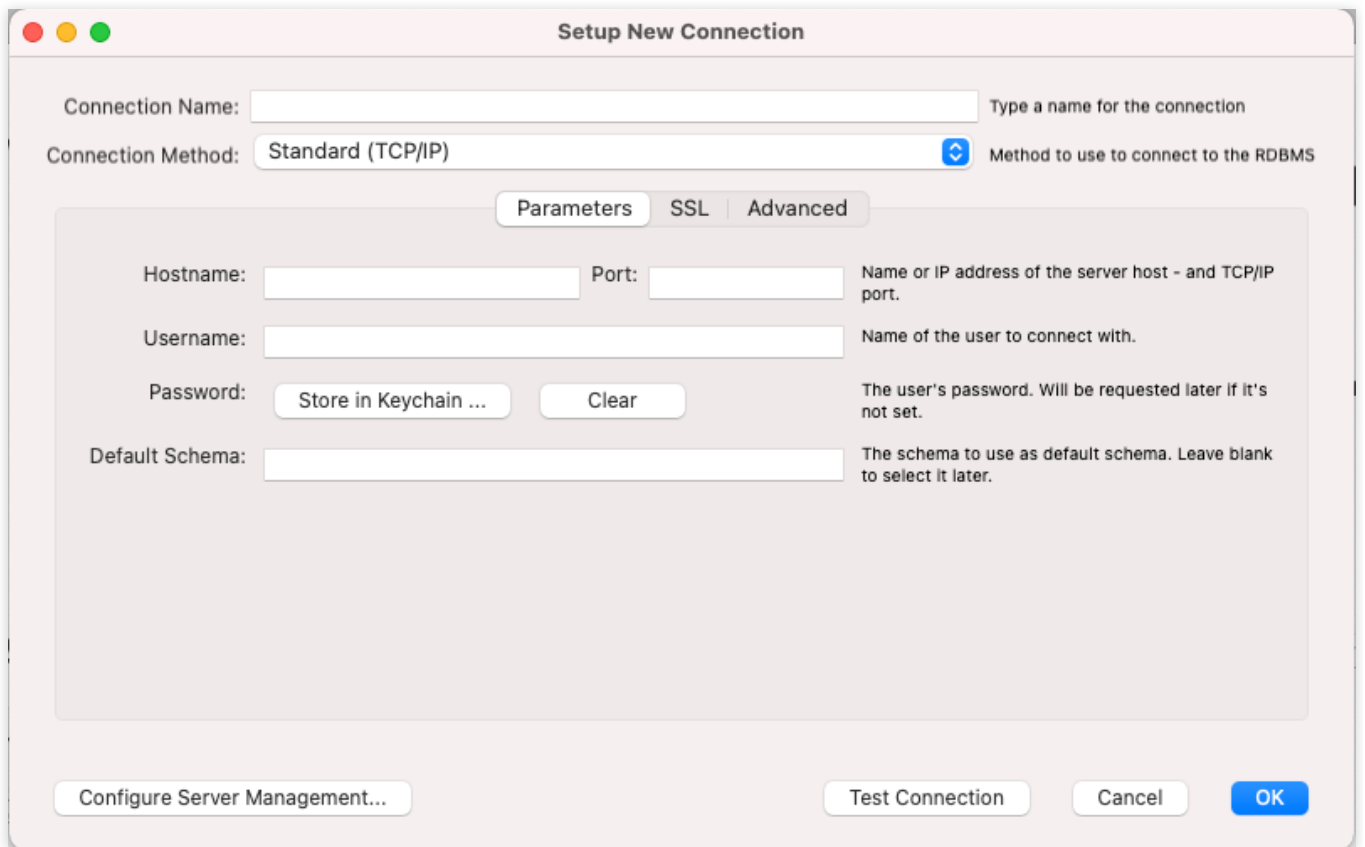 Setup New Connection
Connection Name:
Type a name for the connection
Connection Method:
Standard (TCP/IP)
Method to use to connect to the RDBMS
Parameters
SSL
Advanced
Hostname:
Port:
Name or IP address of the server host - and TCP/IP
port.
Username:
Name of the user to connect with.
Password:
Store in Keychain ...
Clear
The user's password. Will be requested later if it's
not set.
Default Schema:
The schema to use as default schema. Leave blank
to select it later.
Configure Server Management...
Test Connection
Cancel
OK